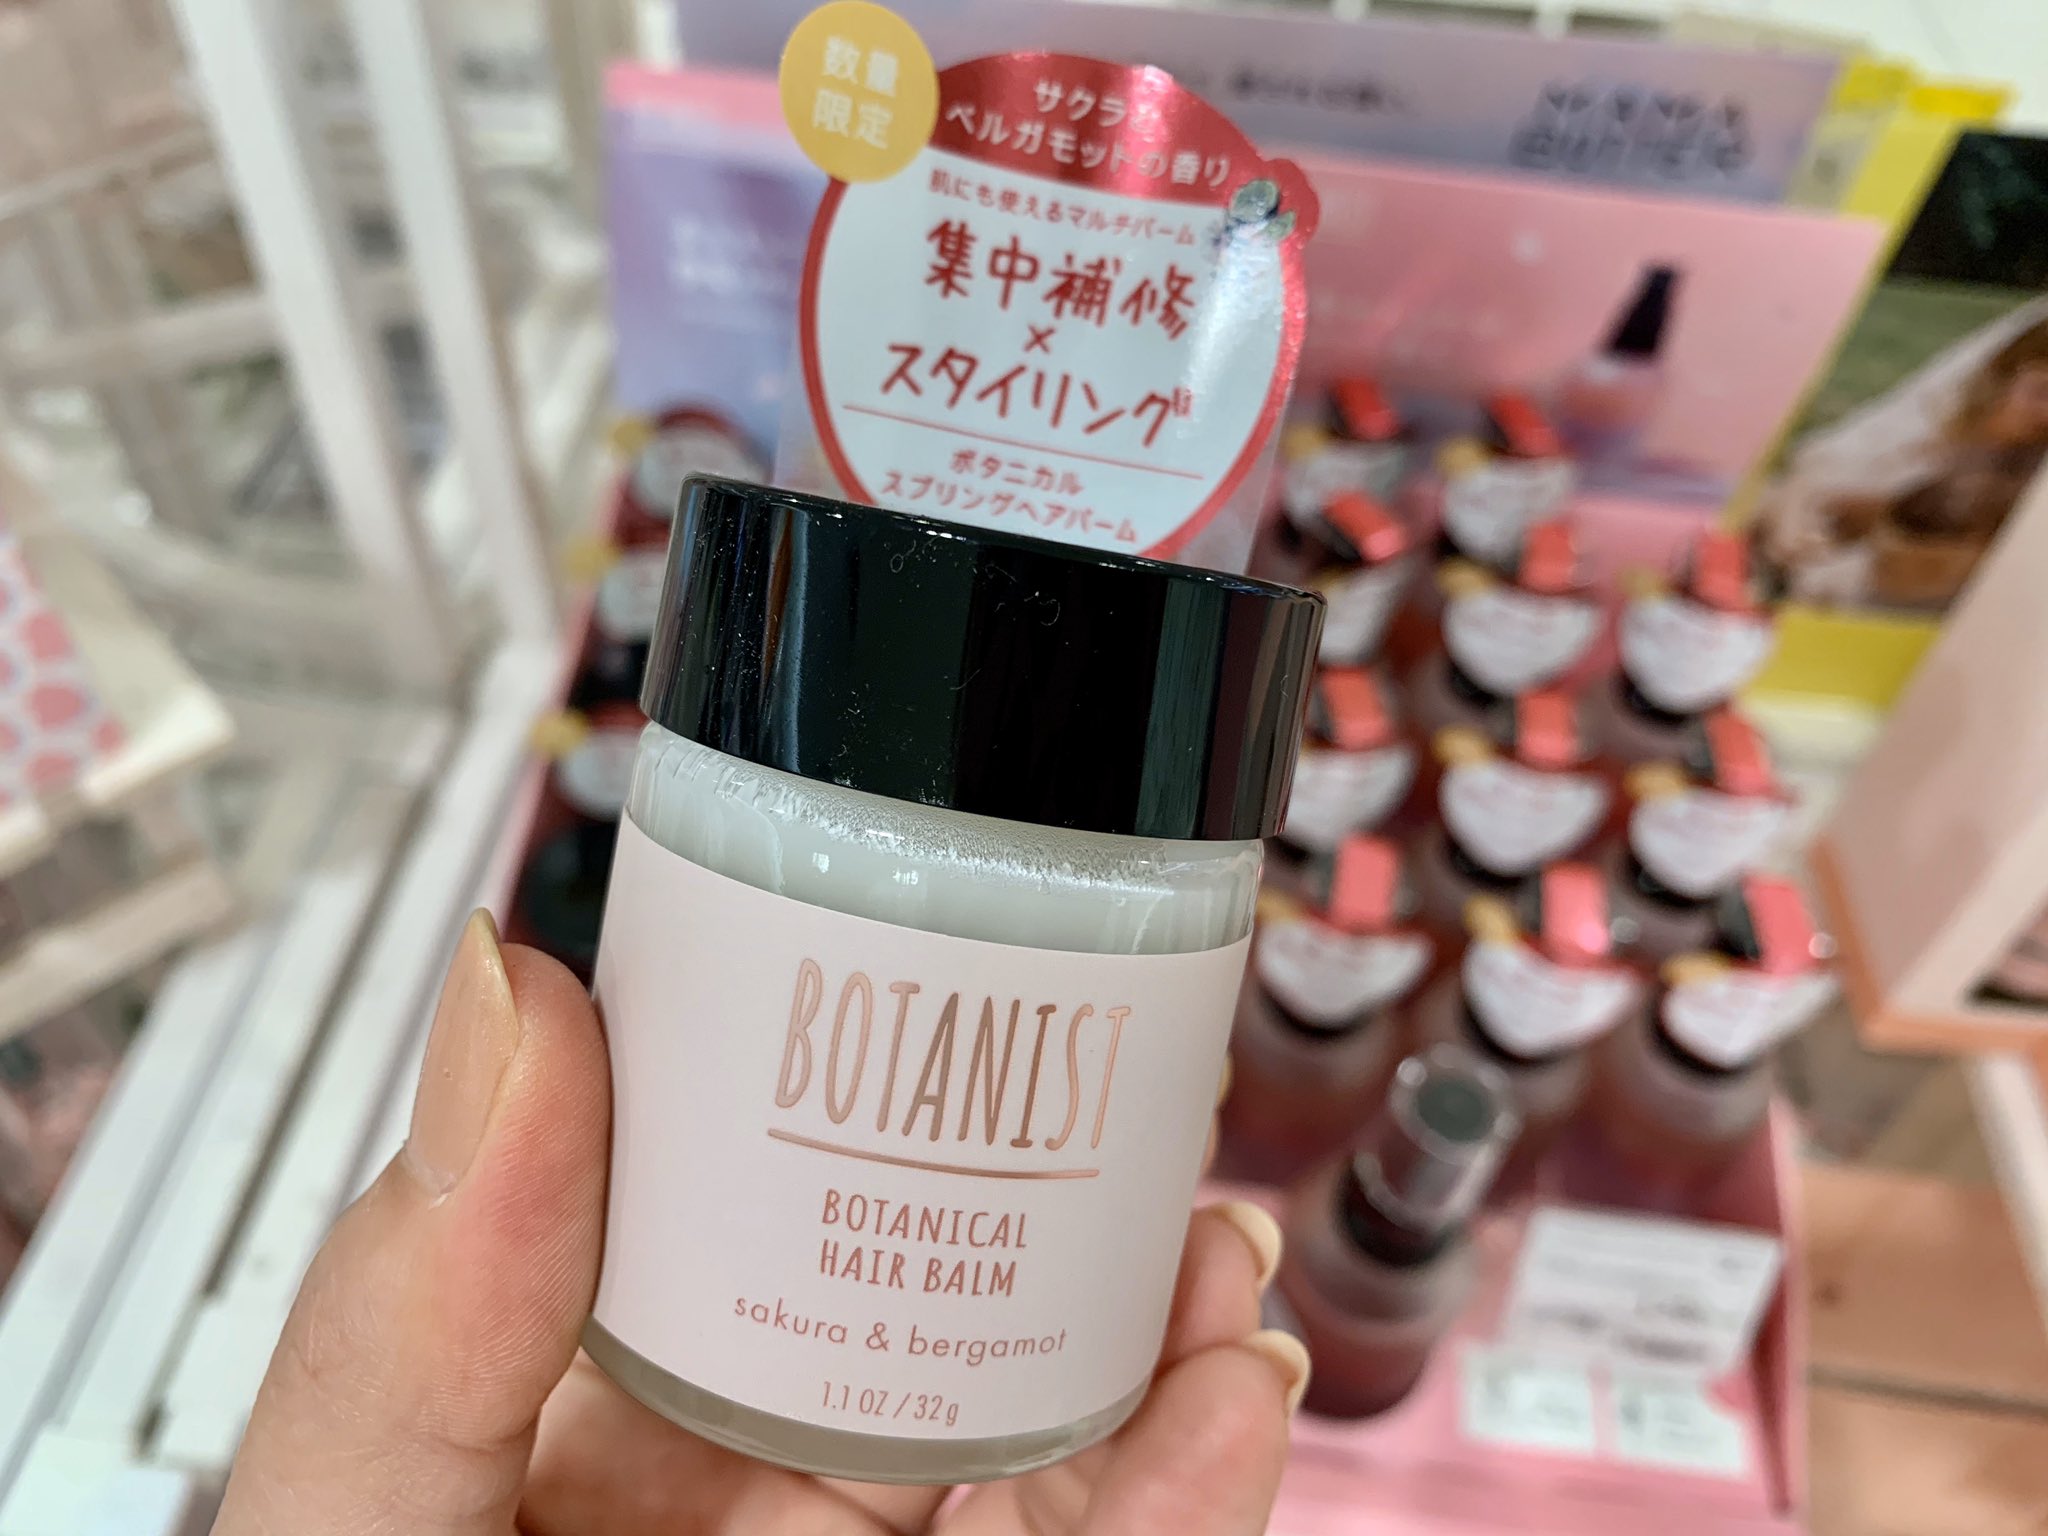 数量
限定
サクラと
ベルガモットの香り
肌にも使えるマルチバーム
集中補修
×
スタイリング
ボタニカル
スプリングヘアバーム
BOTANIST
BOTANICAL
HAIR BALM
sakura & bergamot
1.1 OZ / 32g